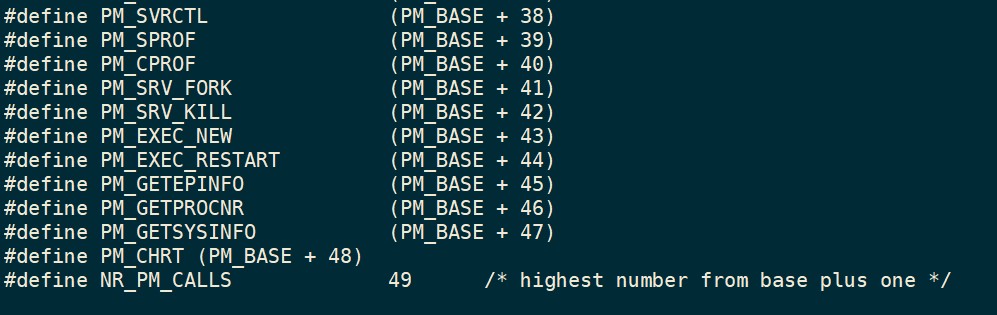 #define PM_SVRCTL (PM_BASE + 38)
#define PM_SPROF (PM_BASE + 39)
#define PM_CPROF (PM_BASE + 40)
#define PM_SRV_FORK (PM_BASE + 41)
#define PM_SRV_KILL (PM_BASE + 42)
#define PM_EXEC_NEW (PM_BASE + 43)
#define PM_EXEC_RESTART (PM_BASE + 44)
#define PM_GETEPINFO (PM_BASE + 45)
#define PM_GETPROCNR (PM_BASE + 46)
#define PM_GETSYSINFO (PM_BASE + 47)
#define PM_CHRT (PM_BASE + 48)
#define NR_PM_CALLS 49 /* highest number from base plus one */